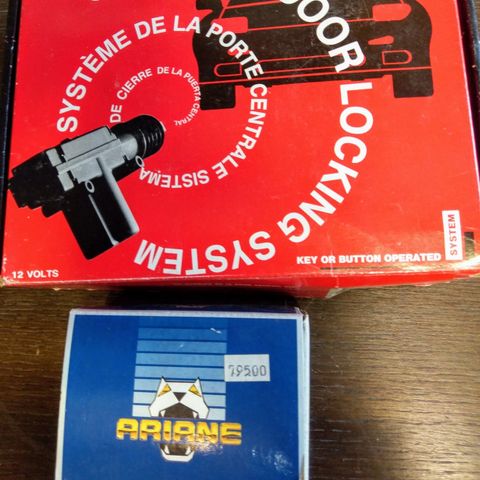 DOOR LOCKING SYSTEM
SYSTÈME DE LA PORTE CENTRALE SISTEMA
DE CIERRE DE LA PUERTA CENTRAL
12 VOLTS
KEY OR BUTTON OPERATED
SYSTEM
79500
ARIANE